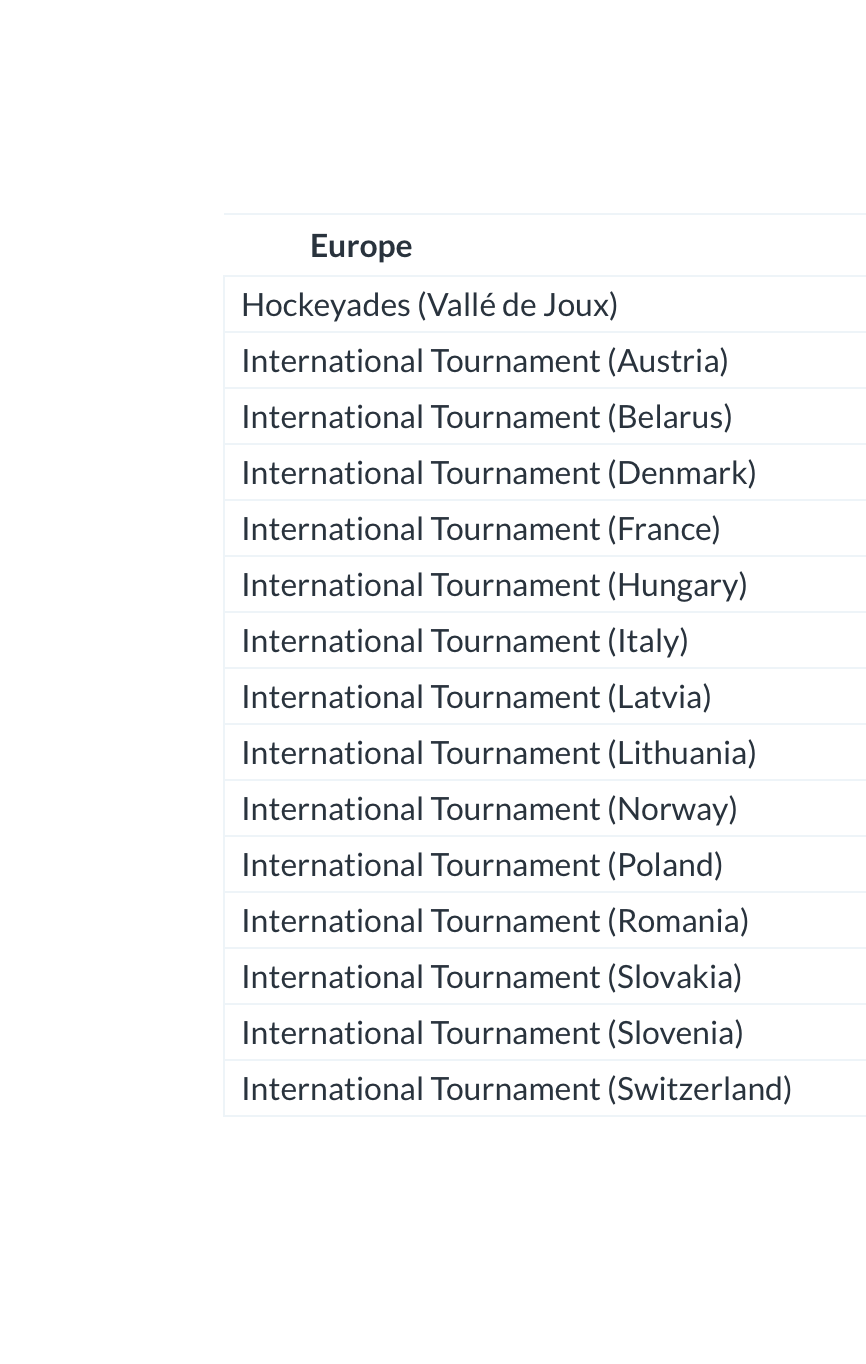 Europe
Hockeyades (Vallé de Joux)
International Tournament (Austria)
International Tournament (Belarus)
International Tournament (Denmark)
International Tournament (France)
International Tournament (Hungary)
International Tournament (Italy)
International Tournament (Latvia)
International Tournament (Lithuania)
International Tournament (Norway)
International Tournament (Poland)
International Tournament (Romania)
International Tournament (Slovakia)
International Tournament (Slovenia)
International Tournament (Switzerland)